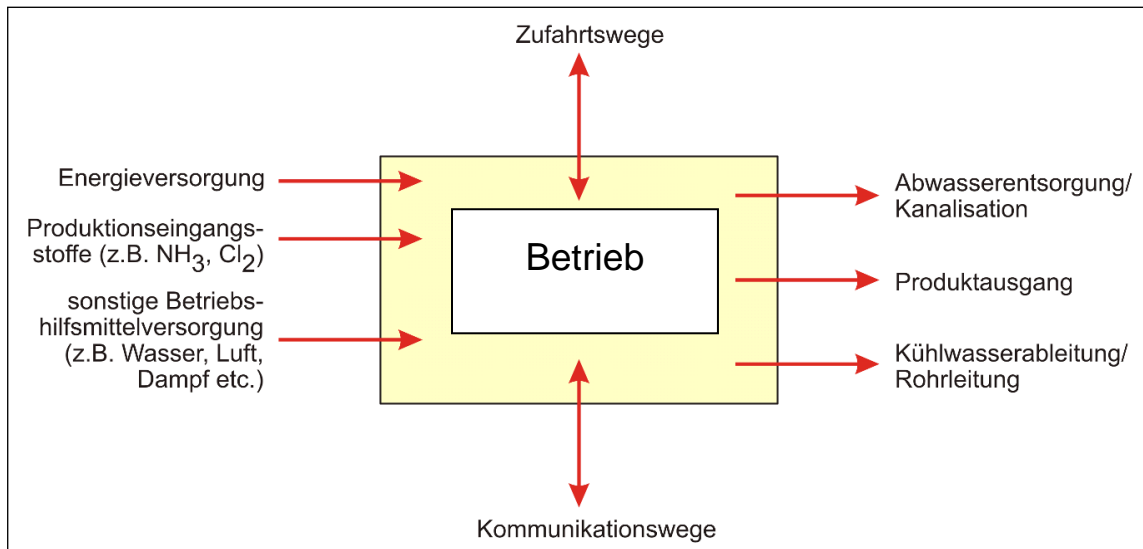 Zufahrtswege
Energieversorgung
Produktionseingangs-
stoffe (z.B. NH3, Cl2)
sonstige Betriebs-
hilfsmittelversorgung
(z.B. Wasser, Luft,
Dampf etc.)
Betrieb
Abwasserentsorgung/
Kanalisation
Produktausgang
Kühlwasserableitung/
Rohrleitung
Kommunikationswege